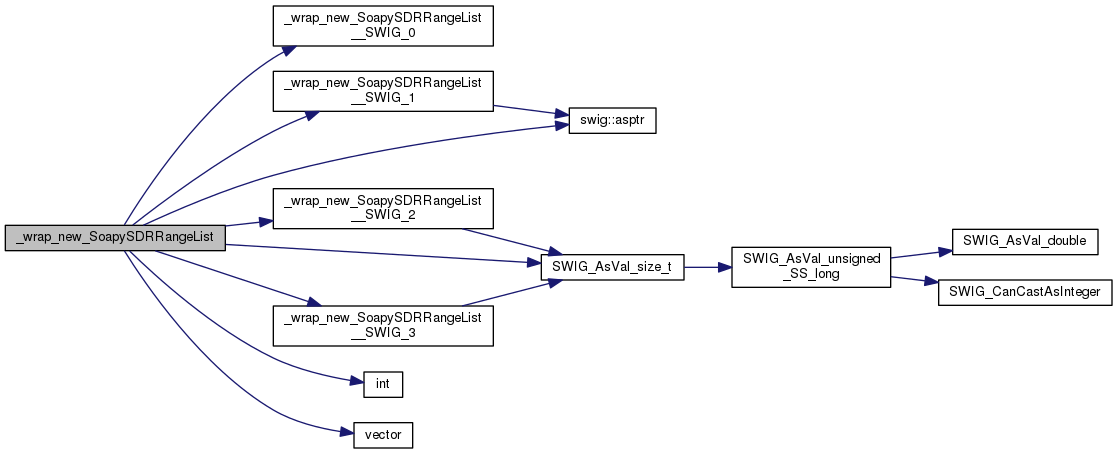 _wrap_new_SoapySDRRangeList
__SWIG_0
_wrap_new_SoapySDRRangeList
__SWIG_1
swig::asptr
_wrap_new_SoapySDRRangeList
__SWIG_2
_wrap_new_SoapySDRRangeList
SWIG_AsVal_size_t
SWIG_AsVal_unsigned
_SS_long
SWIG_AsVal_double
SWIG_CanCastAsInteger
_wrap_new_SoapySDRRangeList
__SWIG_3
int
vector